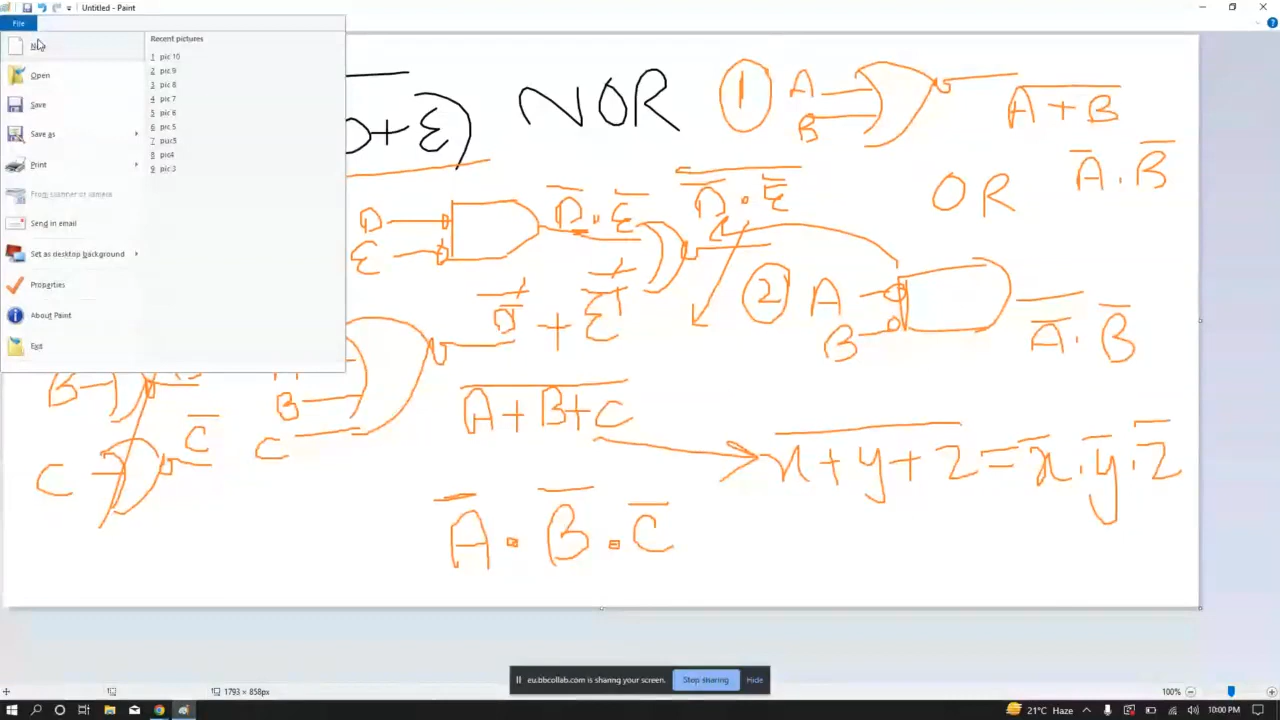 Untitled - Paint
File
New
Open
Save
Save as
Print
From scanner or camera
Send in email
Set as desktop background
Properties
About Paint
Exit
Recent pictures
1 pic 10
2 pic 9
3 pic 8
4 pic 7
5 pic 6
6 pic 5
7 puc5
8 pic4
9 pic 3
+ E) NOR 1 A B A + B
A̅ . B̅
OR
D E D̅ . E̅ D̅ . E̅
2 A B A̅ . B̅
D̅ + E̅
B B
C C̅ C
A + B + C
x + y + z = x̅ . y̅ . z̅
A̅ . B̅ . C̅
eu.bbcollab.com is sharing your screen. Stop sharing Hide
1793 × 858px 100%
21°C Haze 10:00 PM